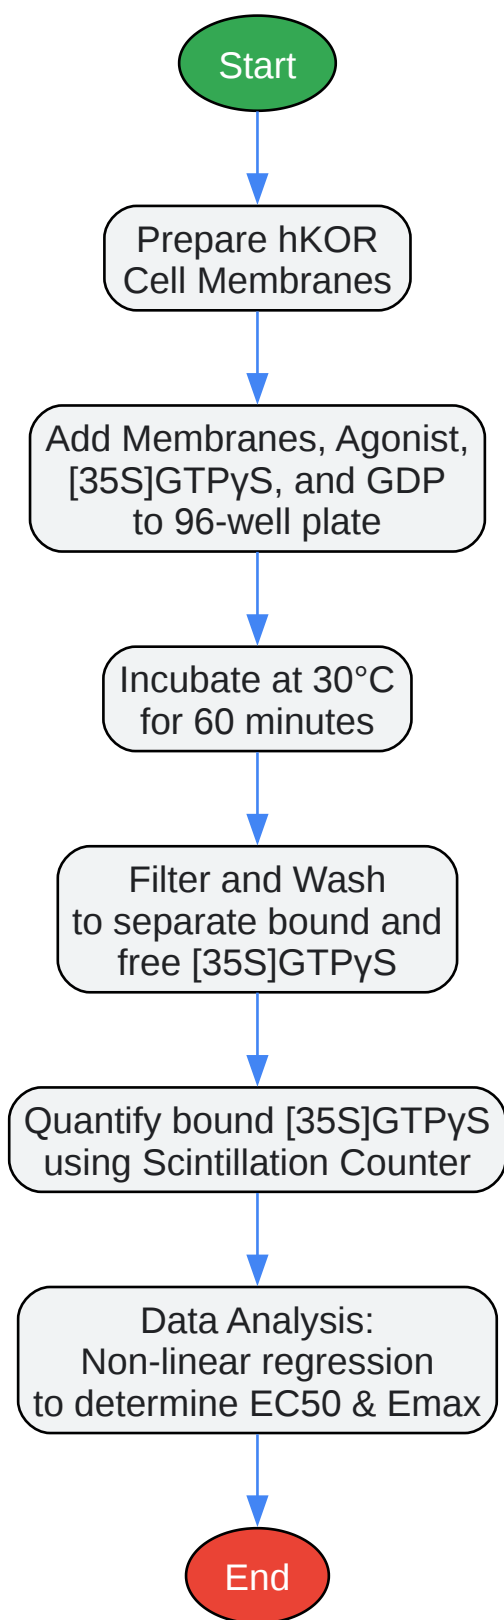 Start
Prepare hKOR
Cell Membranes
Add Membranes, Agonist,
[35S]GTPγS, and GDP
to 96-well plate
Incubate at 30°C
for 60 minutes
Filter and Wash
to separate bound and
free [35S]GTPγS
Quantify bound [35S]GTPγS
using Scintillation Counter
Data Analysis:
Non-linear regression
to determine EC50 & Emax
End